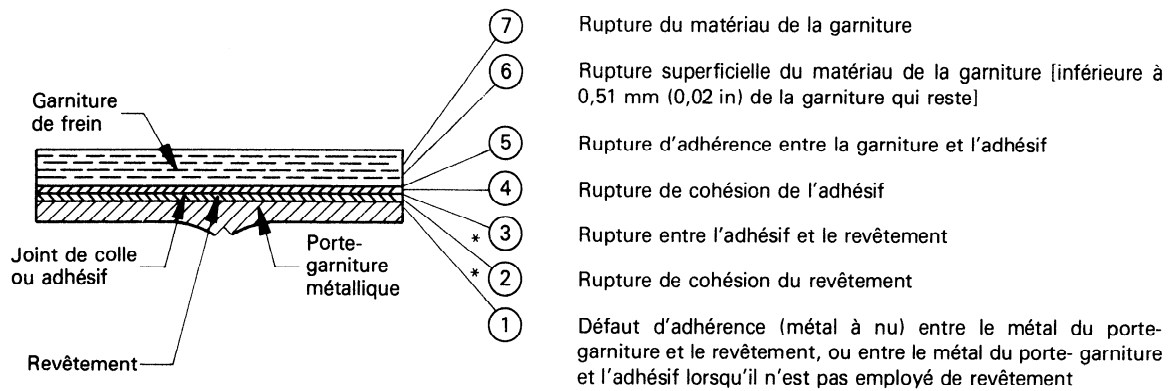 7 Rupture du matériau de la garniture
6 Rupture superficielle du matériau de la garniture [inférieure à
0,51 mm (0,02 in) de la garniture qui reste]
Garniture
de frein
5 Rupture d'adhérence entre la garniture et l'adhésif
4 Rupture de cohésion de l'adhésif
* 3 Rupture entre l'adhésif et le revêtement
Joint de colle
ou adhésif
Porte-
garniture
métallique
* 2 Rupture de cohésion du revêtement
1 Défaut d'adhérence (métal à nu) entre le métal du porte-
garniture et le revêtement, ou entre le métal du porte- garniture
et l'adhésif lorsqu'il n'est pas employé de revêtement
Revêtement